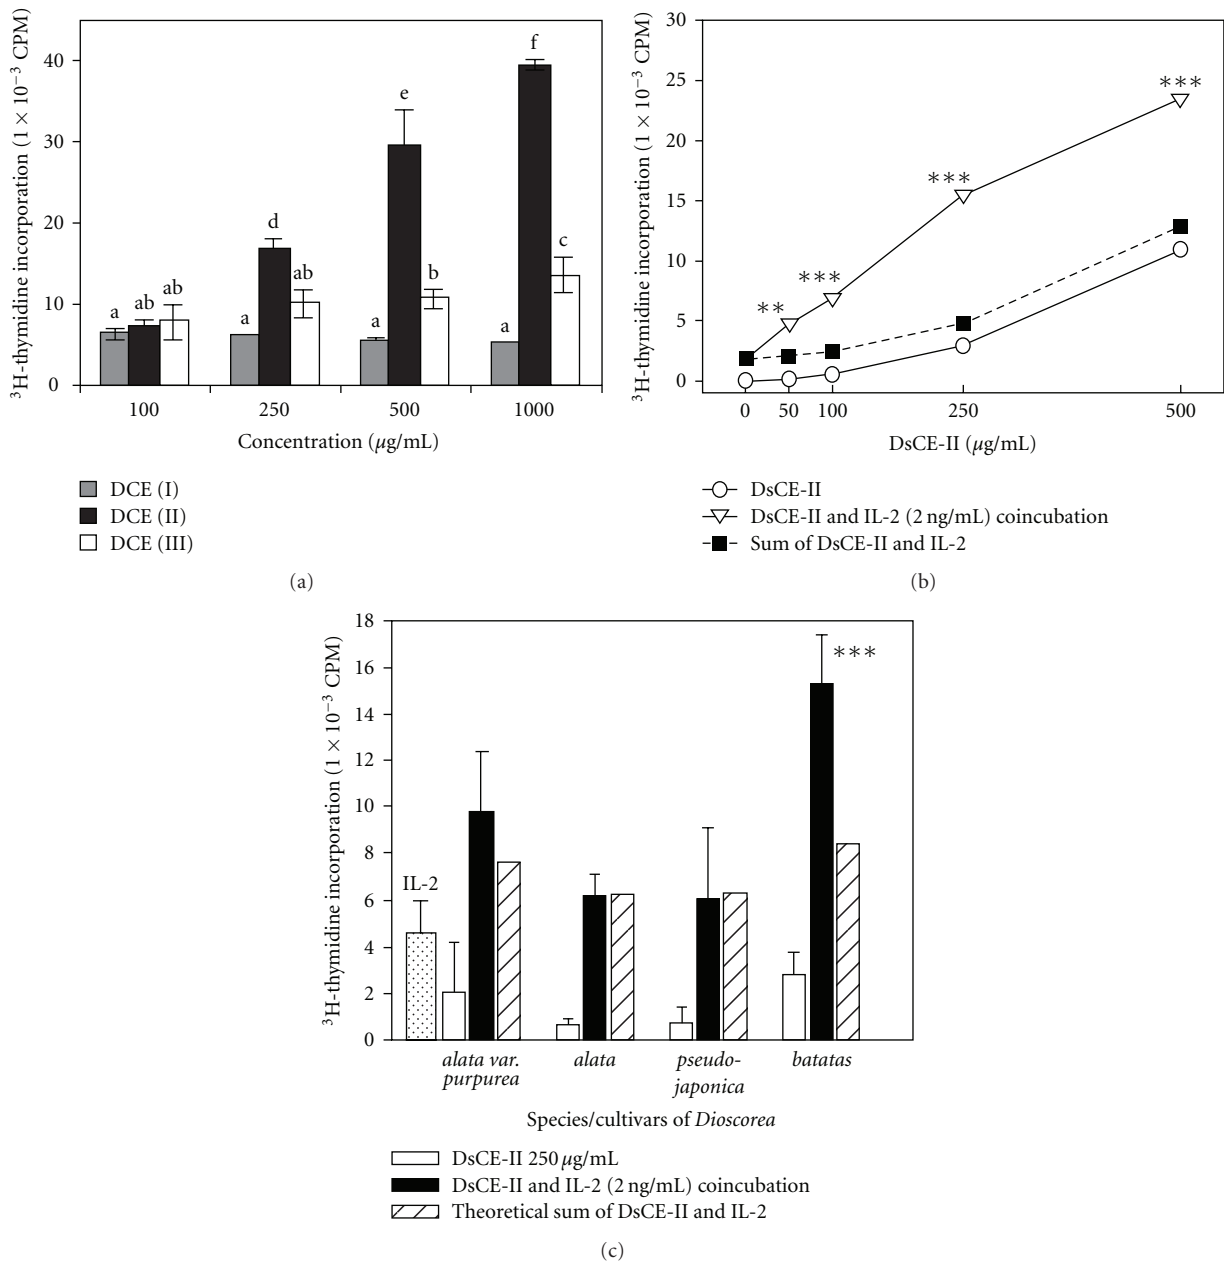 (a)
³H-thymidine incorporation (1 × 10⁻³ CPM)
40
30
20
10
0
a ab ab
a d ab
a e b
a f c
100 250 500 1000
Concentration (μg/mL)
DCE (I)
DCE (II)
DCE (III)
(b)
³H-thymidine incorporation (1 × 10⁻³ CPM)
30
25
20
15
10
5
0
** *** *** ***
0 50 100 250 500
DsCE-II (μg/mL)
DsCE-II
DsCE-II and IL-2 (2 ng/mL) coincubation
Sum of DsCE-II and IL-2
³H-thymidine incorporation (1 × 10⁻³ CPM)
18
16
14
12
10
8
6
4
2
0
IL-2
***
alata var. purpurea
alata
pseudo-
japonica
batatas
Species/cultivars of Dioscorea
DsCE-II 250 μg/mL
DsCE-II and IL-2 (2 ng/mL) coincubation
Theoretical sum of DsCE-II and IL-2
(c)